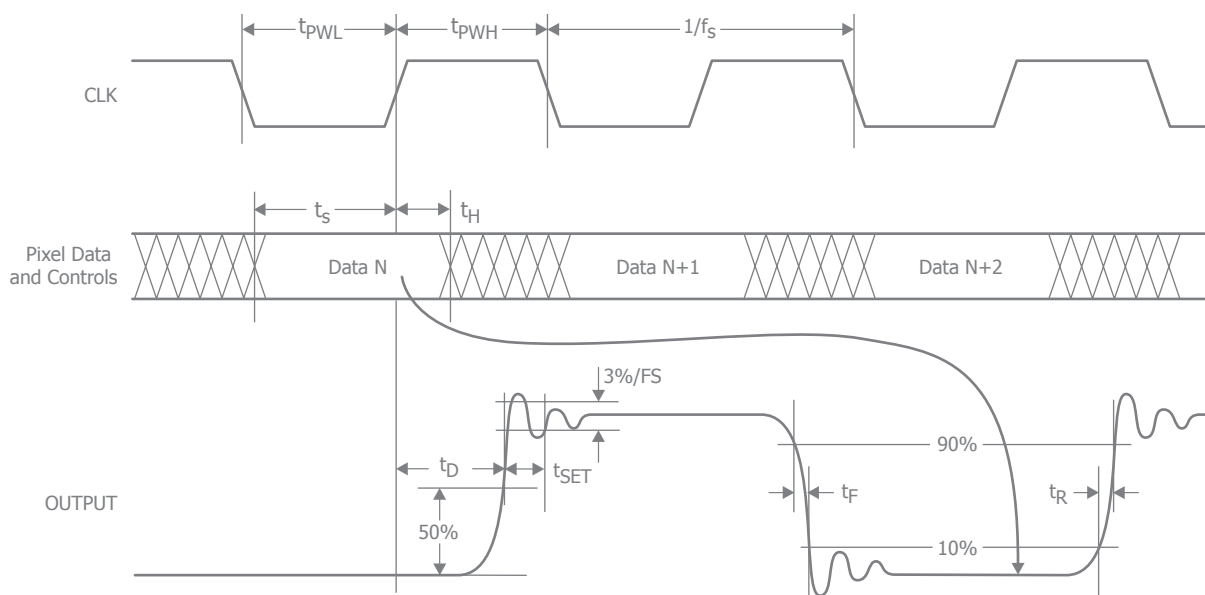 tPWL
tPWH
1/fS
CLK
tS
tH
Pixel Data
and Controls
Data N
Data N+1
Data N+2
3%/FS
90%
tD
tSET
tF
tR
OUTPUT
50%
10%